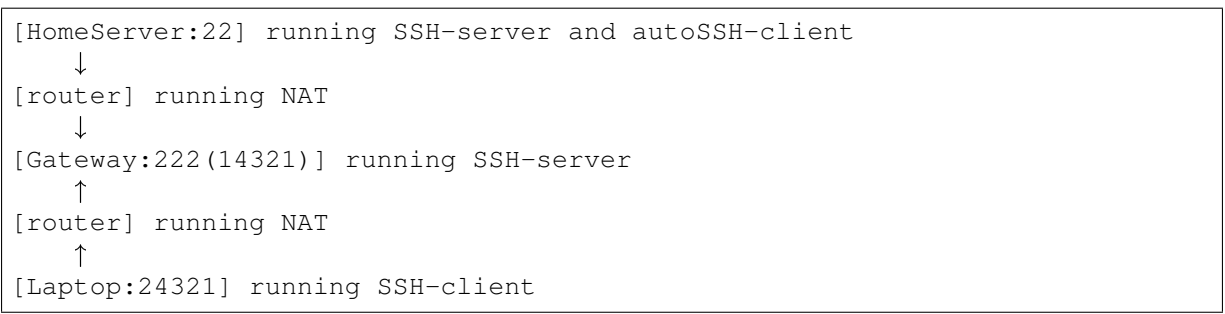 [HomeServer:22] running SSH-server and autoSSH-client
↓
[router] running NAT
↓
[Gateway:222(14321)] running SSH-server
↑
[router] running NAT
↑
[Laptop:24321] running SSH-client